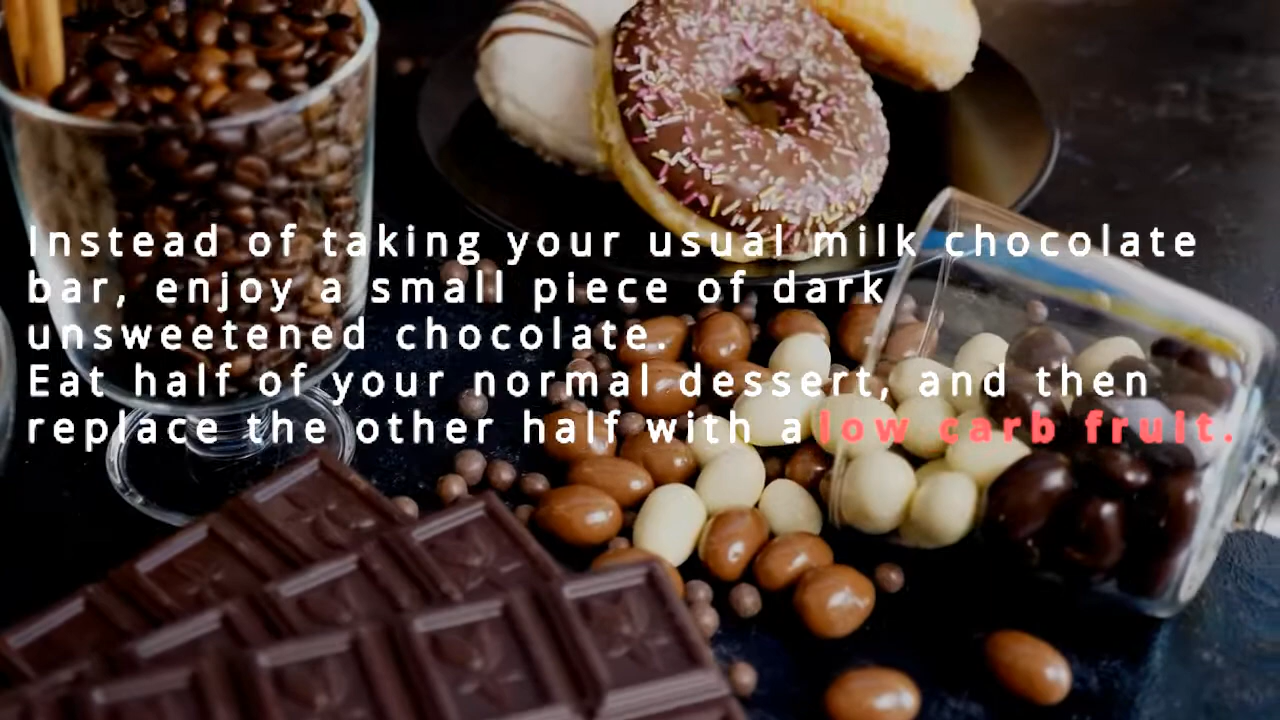 Instead of taking your usual milk chocolate
bar, enjoy a small piece of dark
unsweetened chocolate.
Eat half of your normal dessert, and then
replace the other half with a low carb fruit.